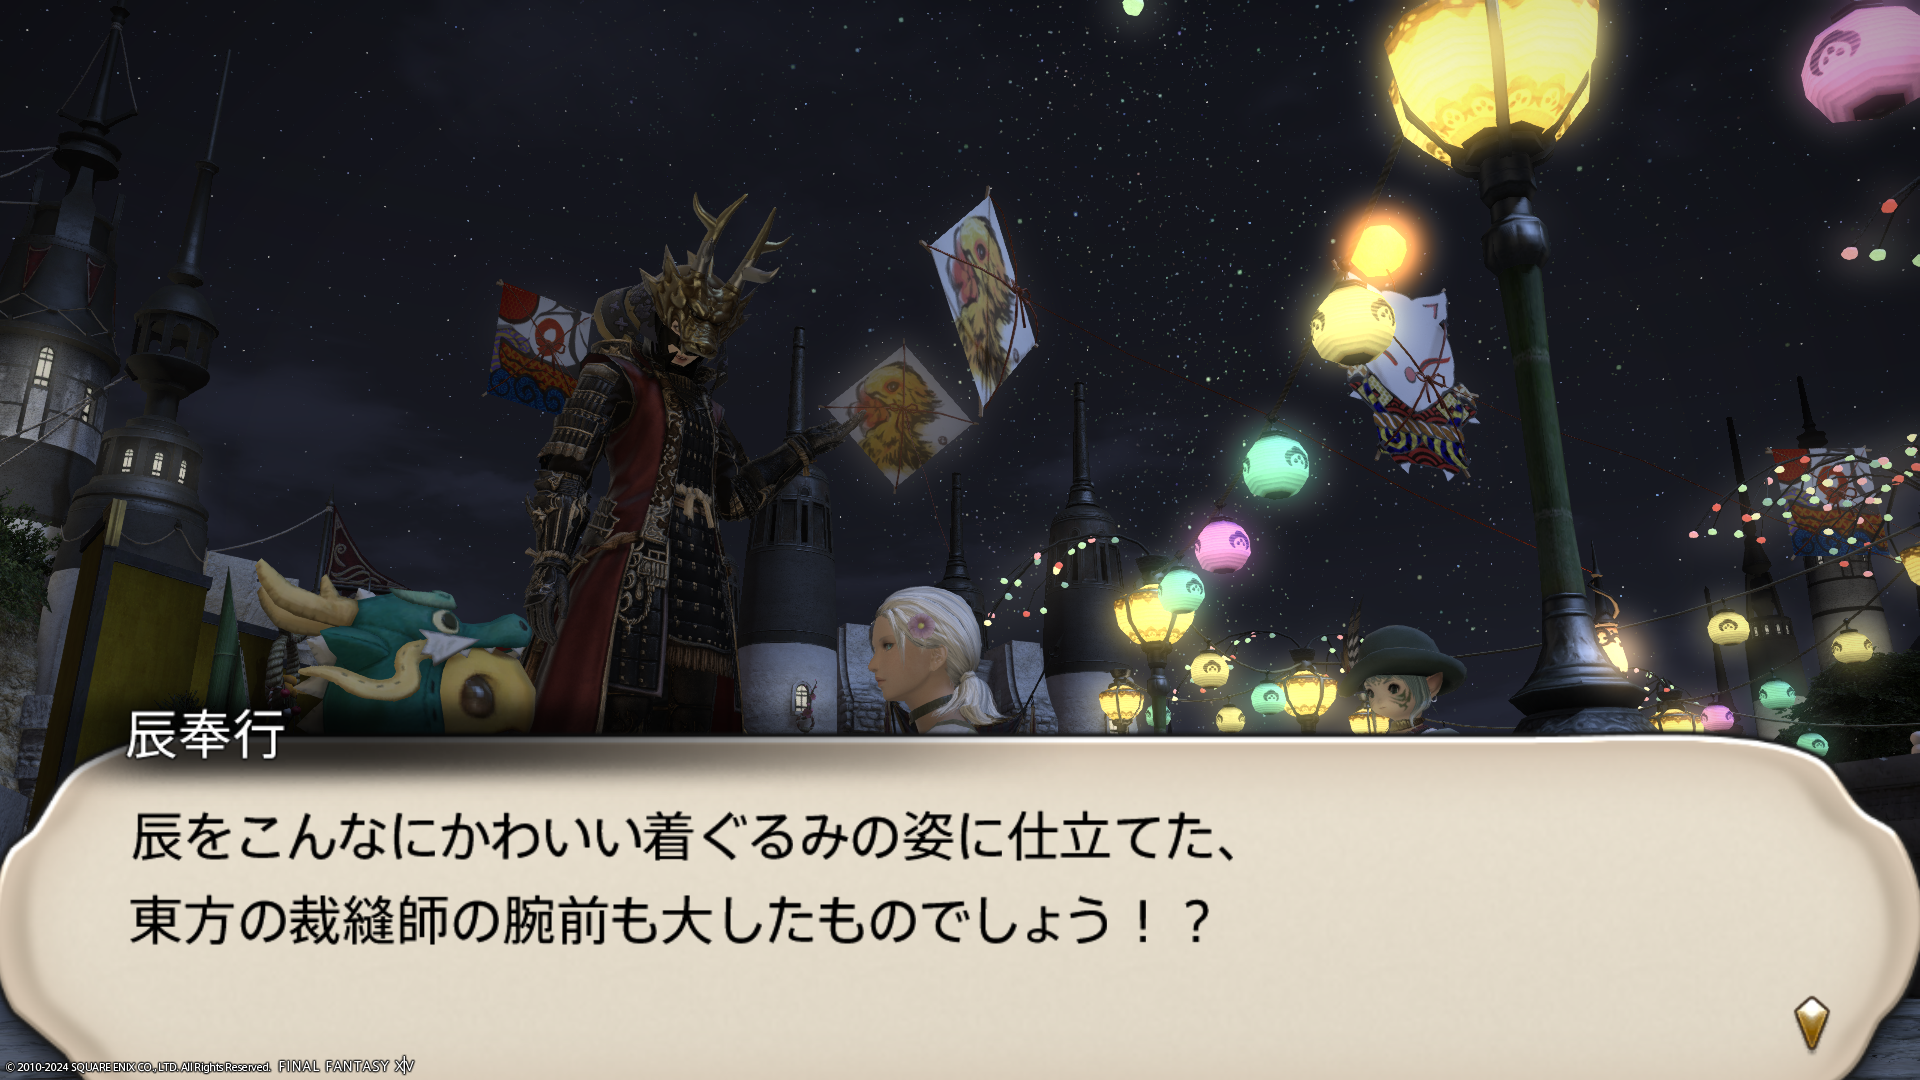 辰奉行
辰をこんなにかわいい着ぐるみの姿に仕立てた、
東方の裁縫師の腕前も大したものでしょう！？
© 2010-2024 SQUARE ENIX CO., LTD. All Rights Reserved. FINAL FANTASY XIV